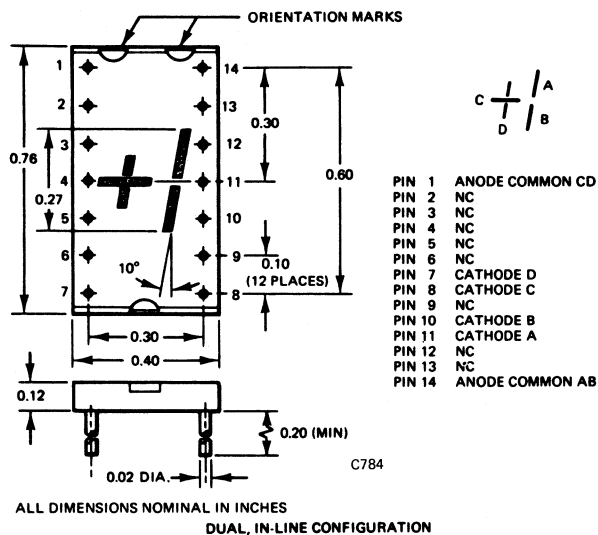 ORIENTATION MARKS
1
14
2
13
3
12
4
11
5
10
6
9
7
8
0.76
0.27
0.30
0.60
0.10
(12 PLACES)
10°
0.30
0.40
0.12
0.20 (MIN)
0.02 DIA.
C784
A
C
D
B
PIN 1 ANODE COMMON CD
PIN 2 NC
PIN 3 NC
PIN 4 NC
PIN 5 NC
PIN 6 NC
PIN 7 CATHODE D
PIN 8 CATHODE C
PIN 9 NC
PIN 10 CATHODE B
PIN 11 CATHODE A
PIN 12 NC
PIN 13 NC
PIN 14 ANODE COMMON AB
ALL DIMENSIONS NOMINAL IN INCHES
DUAL, IN-LINE CONFIGURATION